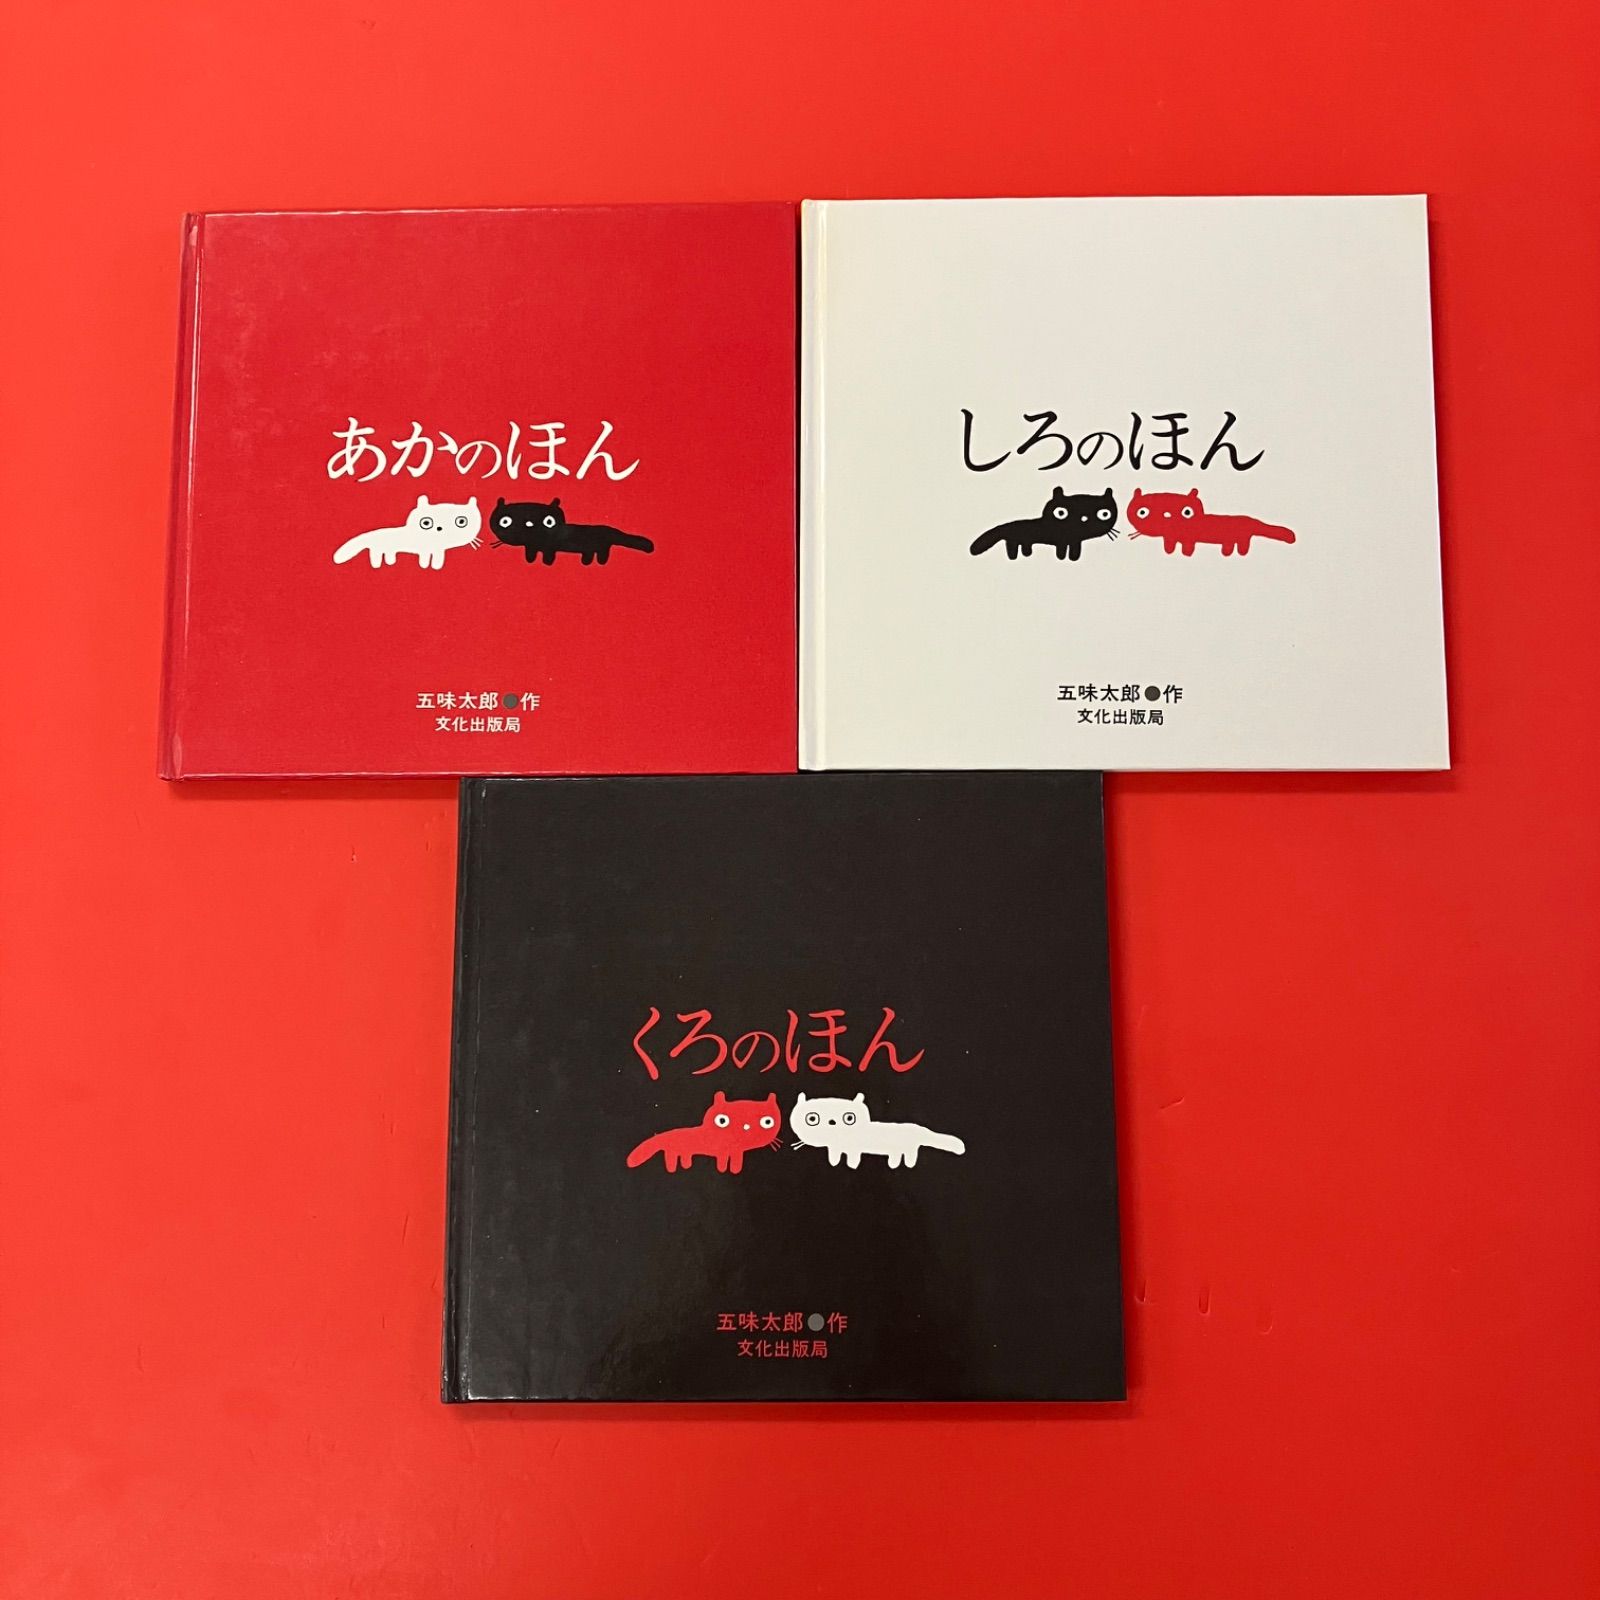 あかのほん
五味太郎●作
文化出版局
しろのほん
五味太郎●作
文化出版局
くろのほん
五味太郎●作
文化出版局